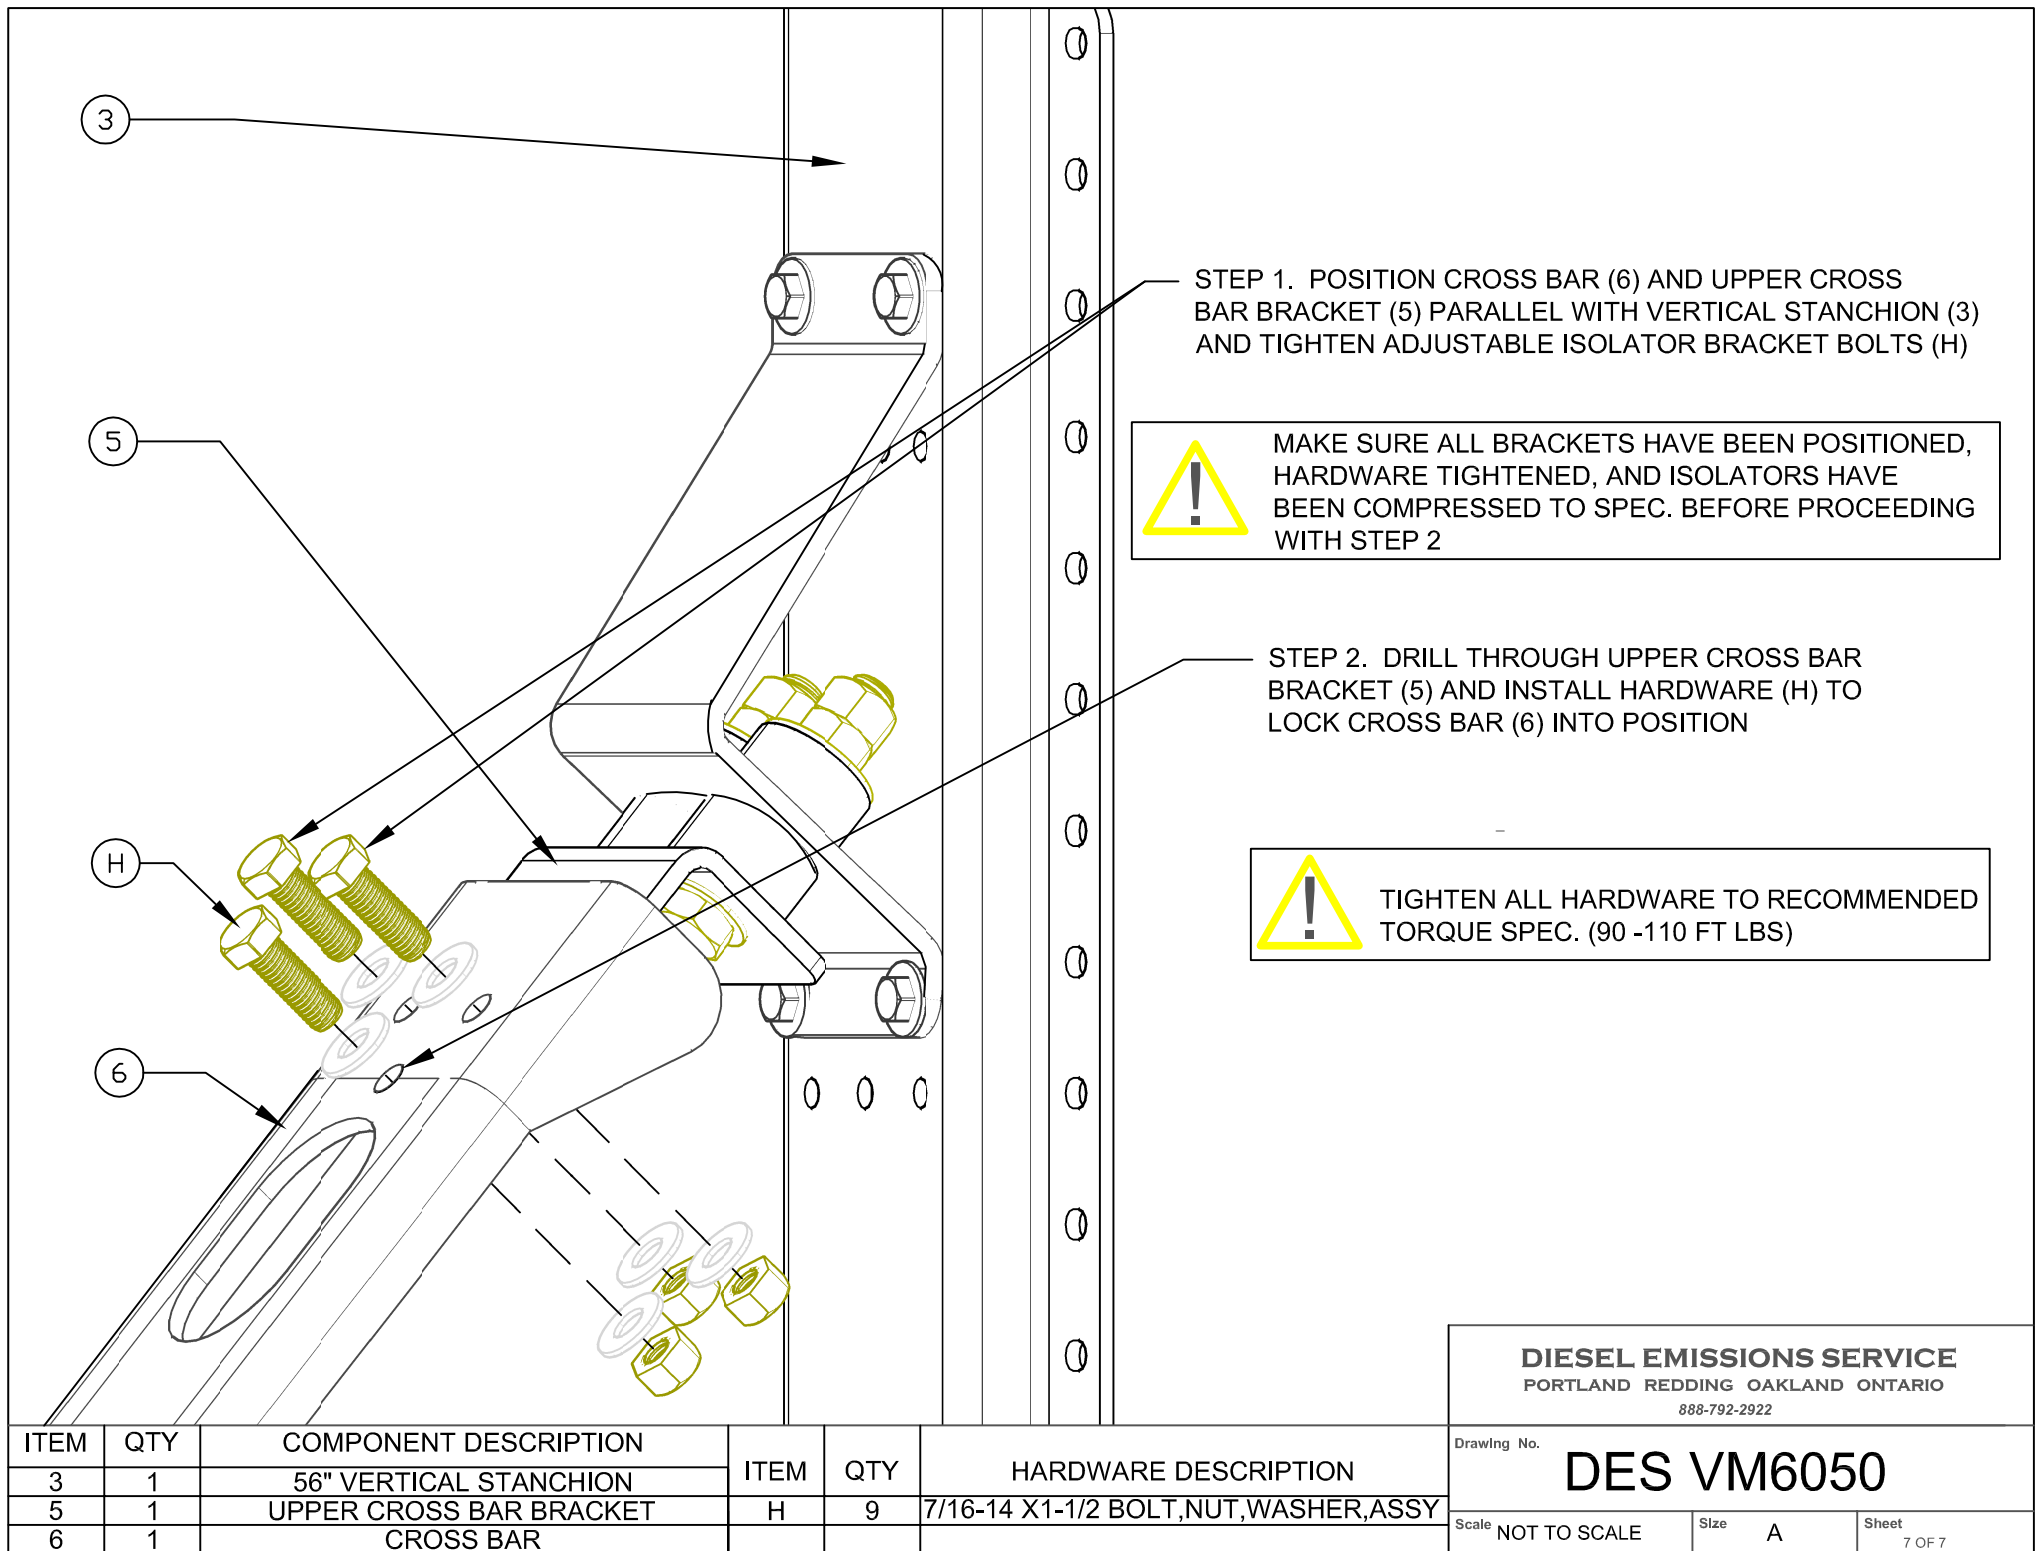 3
STEP 1. POSITION CROSS BAR (6) AND UPPER CROSS
BAR BRACKET (5) PARALLEL WITH VERTICAL STANCHION (3)
AND TIGHTEN ADJUSTABLE ISOLATOR BRACKET BOLTS (H)
5
!
MAKE SURE ALL BRACKETS HAVE BEEN POSITIONED,
HARDWARE TIGHTENED, AND ISOLATORS HAVE
BEEN COMPRESSED TO SPEC. BEFORE PROCEEDING
WITH STEP 2
STEP 2. DRILL THROUGH UPPER CROSS BAR
BRACKET (5) AND INSTALL HARDWARE (H) TO
LOCK CROSS BAR (6) INTO POSITION
H
!
TIGHTEN ALL HARDWARE TO RECOMMENDED
TORQUE SPEC. (90 -110 FT LBS)
6
DIESEL EMISSIONS SERVICE
PORTLAND REDDING OAKLAND ONTARIO
888-792-2922
ITEM QTY COMPONENT DESCRIPTION
3 1 56" VERTICAL STANCHION
5 1 UPPER CROSS BAR BRACKET
6 1 CROSS BAR
ITEM QTY HARDWARE DESCRIPTION
H 9 7/16-14 X1-1/2 BOLT,NUT,WASHER,ASSY
Drawing No.
DES VM6050
Scale NOT TO SCALE
Size A
Sheet 7 OF 7